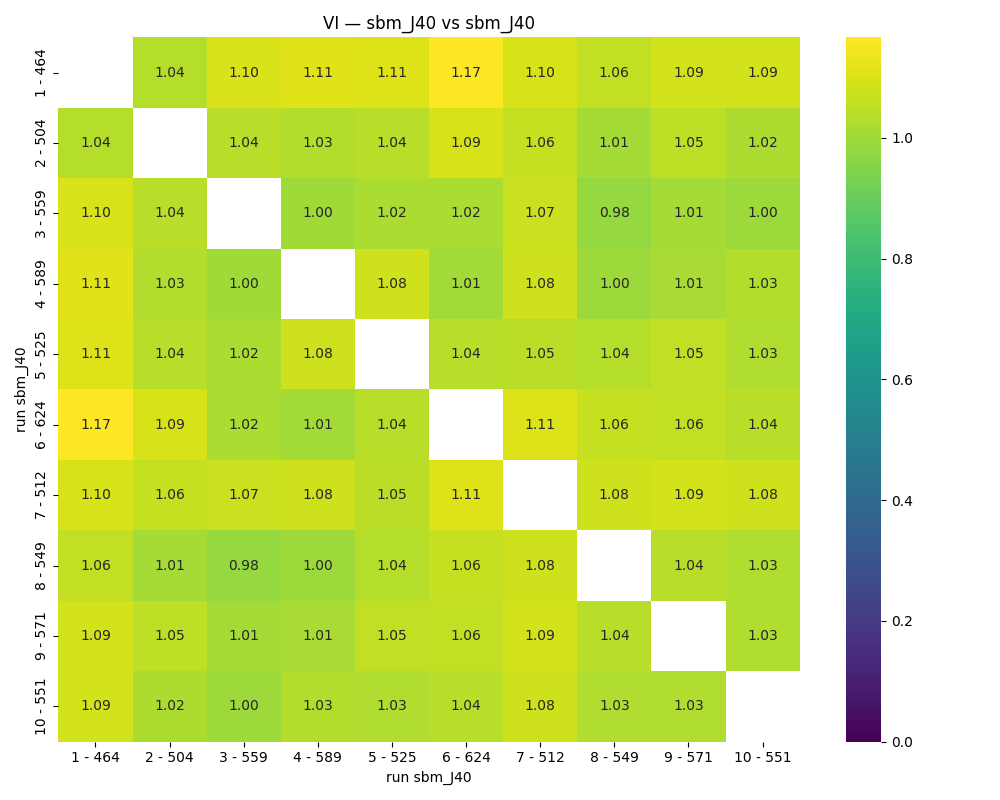 VI — sbm_J40 vs sbm_J40
1 - 464 1.04 1.10 1.11 1.11 1.17 1.10 1.06 1.09 1.09
2 - 504 1.04 1.04 1.03 1.04 1.09 1.06 1.01 1.05 1.02
3 - 559 1.10 1.04 1.00 1.02 1.02 1.07 0.98 1.01 1.00
4 - 589 1.11 1.03 1.00 1.08 1.01 1.08 1.00 1.01 1.03
5 - 525 1.11 1.04 1.02 1.08 1.04 1.05 1.04 1.05 1.03
6 - 624 1.17 1.09 1.02 1.01 1.04 1.11 1.06 1.06 1.04
7 - 512 1.10 1.06 1.07 1.08 1.05 1.11 1.08 1.09 1.08
8 - 549 1.06 1.01 0.98 1.00 1.04 1.06 1.08 1.04 1.03
9 - 571 1.09 1.05 1.01 1.01 1.05 1.06 1.09 1.04 1.03
10 - 551 1.09 1.02 1.00 1.03 1.03 1.04 1.08 1.03 1.03
run sbm_J40
1 - 464 2 - 504 3 - 559 4 - 589 5 - 525 6 - 624 7 - 512 8 - 549 9 - 571 10 - 551
run sbm_J40
1.0
0.8
0.6
0.4
0.2
0.0